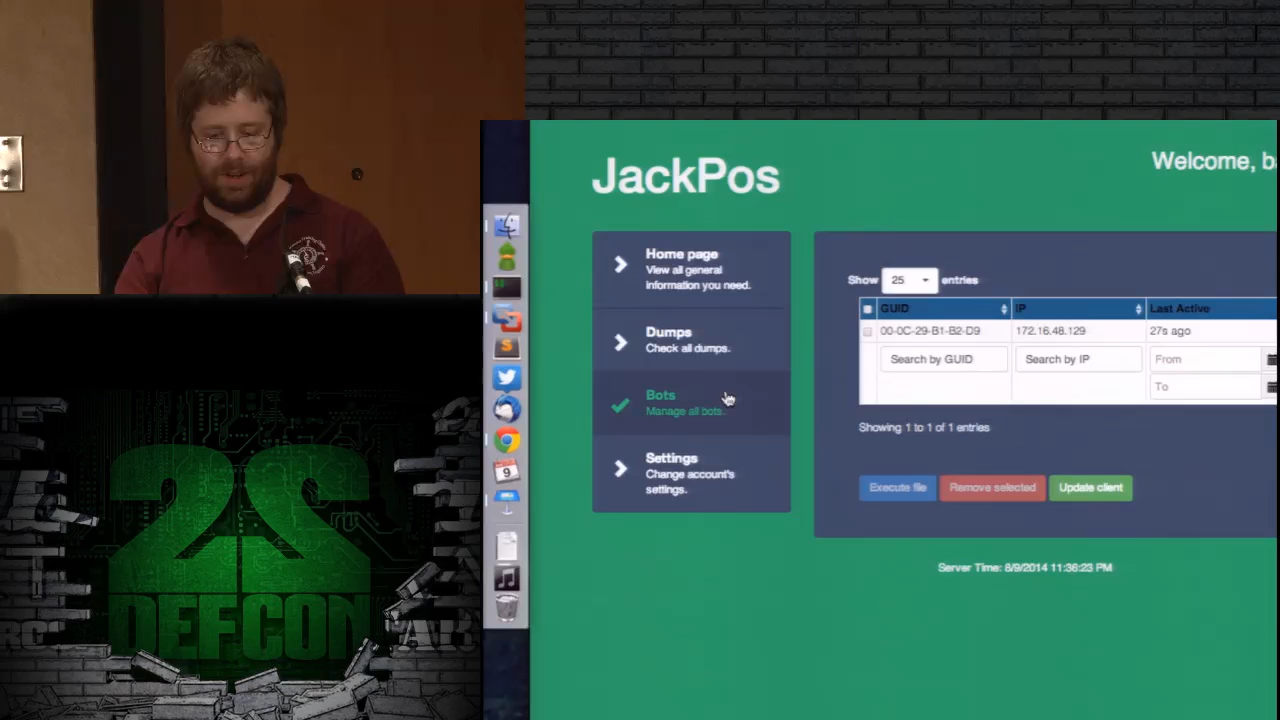 JackPos
Welcome, b
Home page
View all general
information you need.
Dumps
Check all dumps.
Bots
Manage all bots.
Settings
Change account's
settings.
Show 25 entries
GUID IP Last Active
00-0C-29-B1-B2-D9 172.16.48.129 27s ago
Search by GUID Search by IP From
To
Showing 1 to 1 of 1 entries
Execute file Remove selected Update client
Server Time: 8/9/2014 11:36:23 PM
9
22
DEFCON